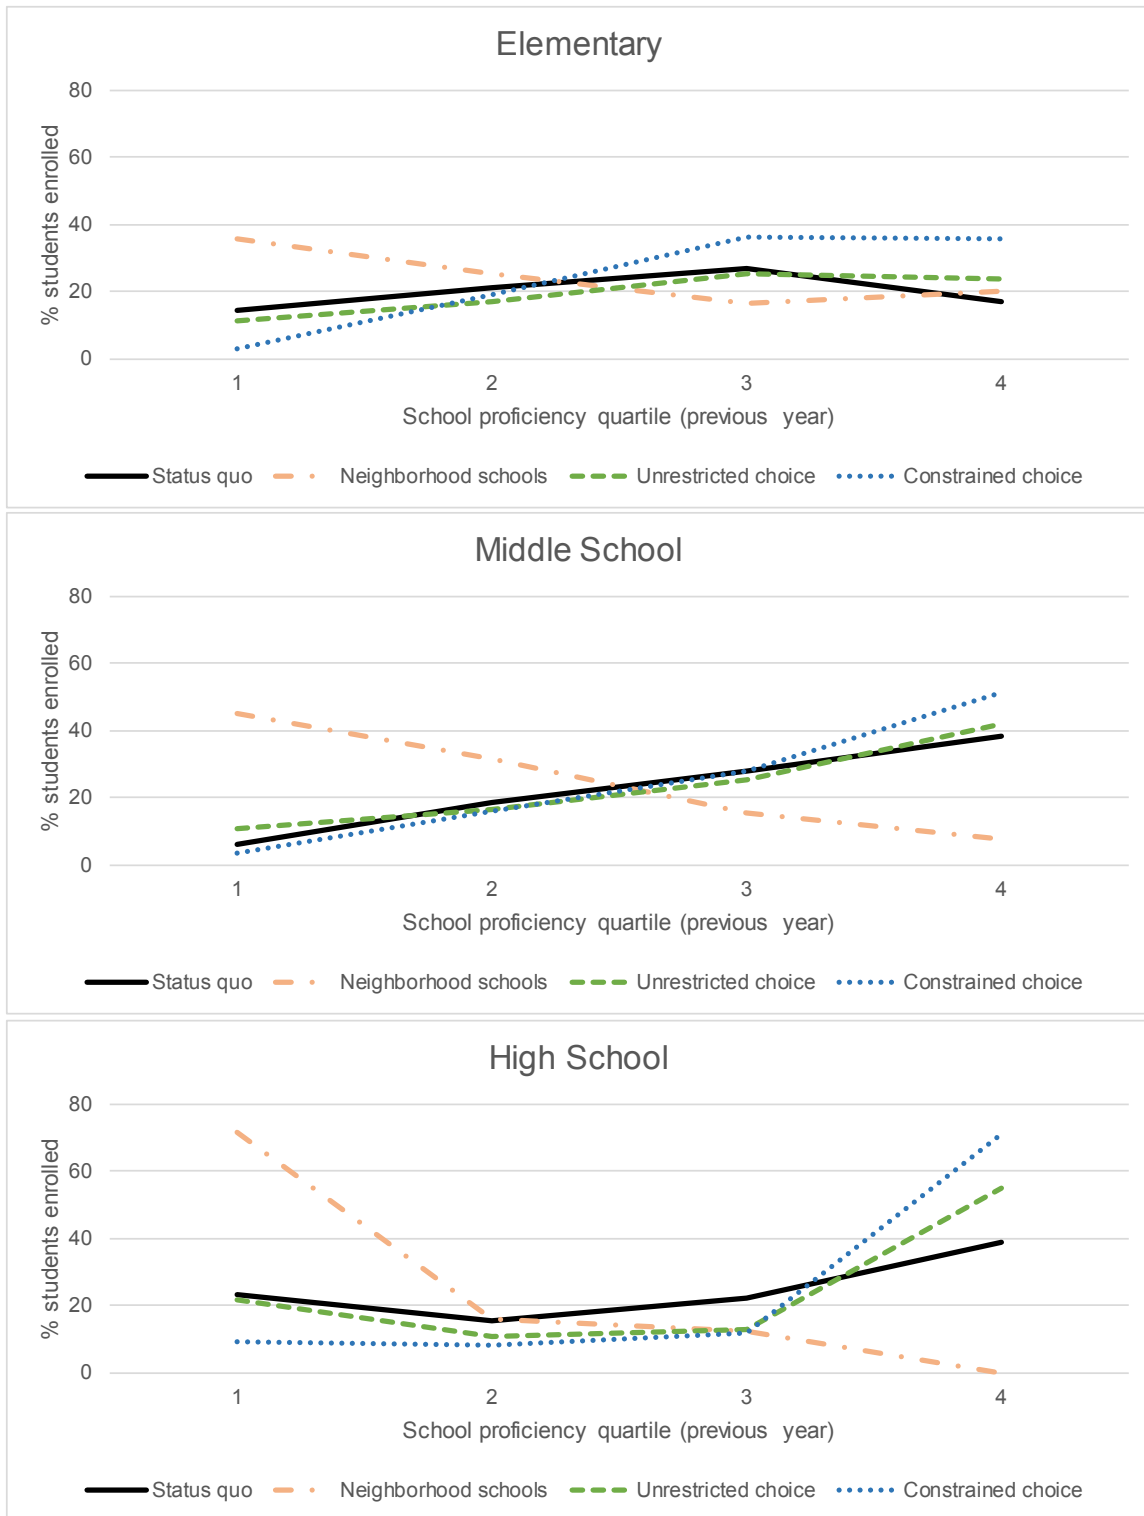 Elementary
% students enrolled
80
60
40
20
0
1 2 3 4
School proficiency quartile (previous year)
Status quo Neighborhood schools Unrestricted choice Constrained choice
Middle School
% students enrolled
80
60
40
20
0
1 2 3 4
School proficiency quartile (previous year)
Status quo Neighborhood schools Unrestricted choice Constrained choice
High School
% students enrolled
80
60
40
20
0
1 2 3 4
School proficiency quartile (previous year)
Status quo Neighborhood schools Unrestricted choice Constrained choice